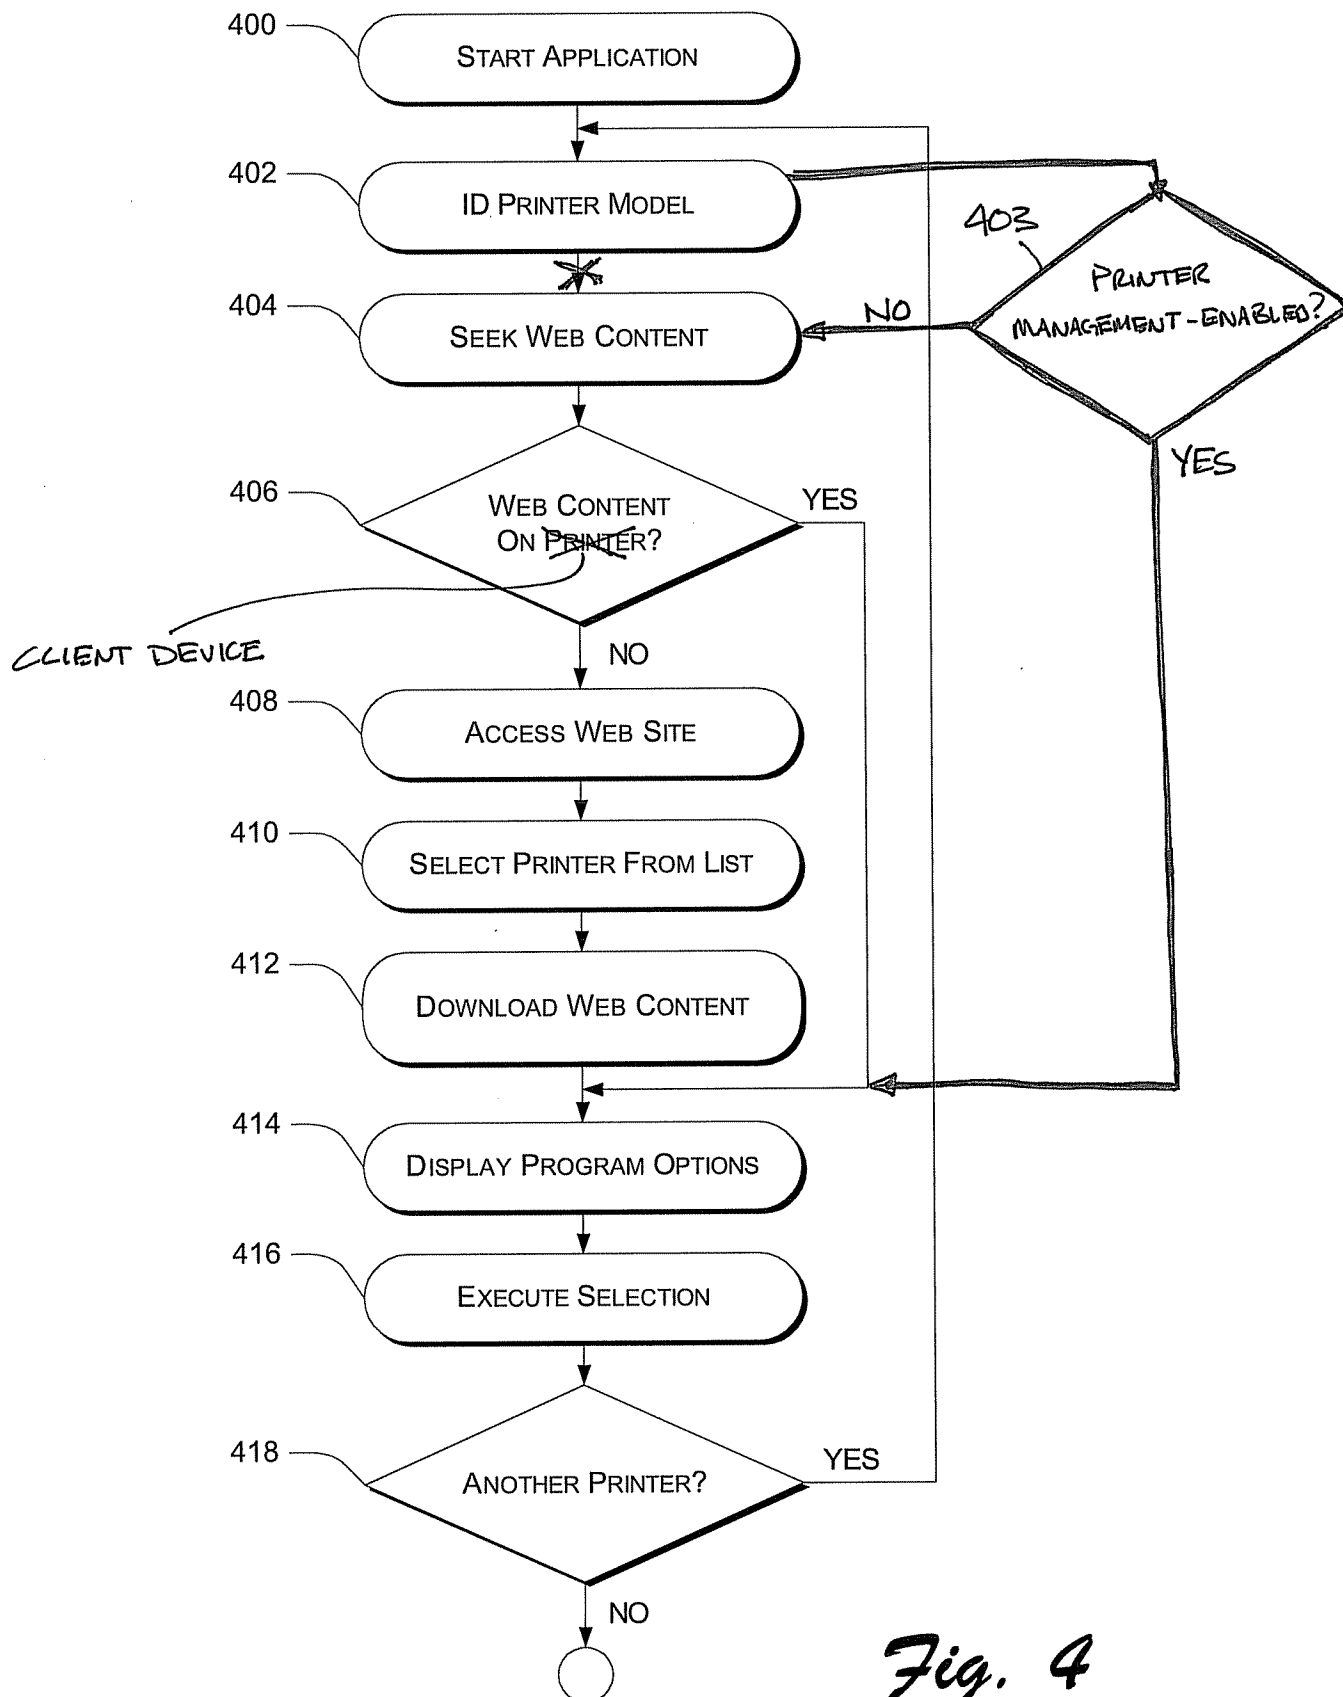 400
START APPLICATION
402
ID PRINTER MODEL
403
PRINTER
MANAGEMENT-ENABLED?
404
SEEK WEB CONTENT
NO
YES
406
WEB CONTENT
ON PRINTER?
YES
CLIENT DEVICE
NO
408
ACCESS WEB SITE
410
SELECT PRINTER FROM LIST
412
DOWNLOAD WEB CONTENT
414
DISPLAY PROGRAM OPTIONS
416
EXECUTE SELECTION
418
ANOTHER PRINTER?
YES
NO
Fig. 4